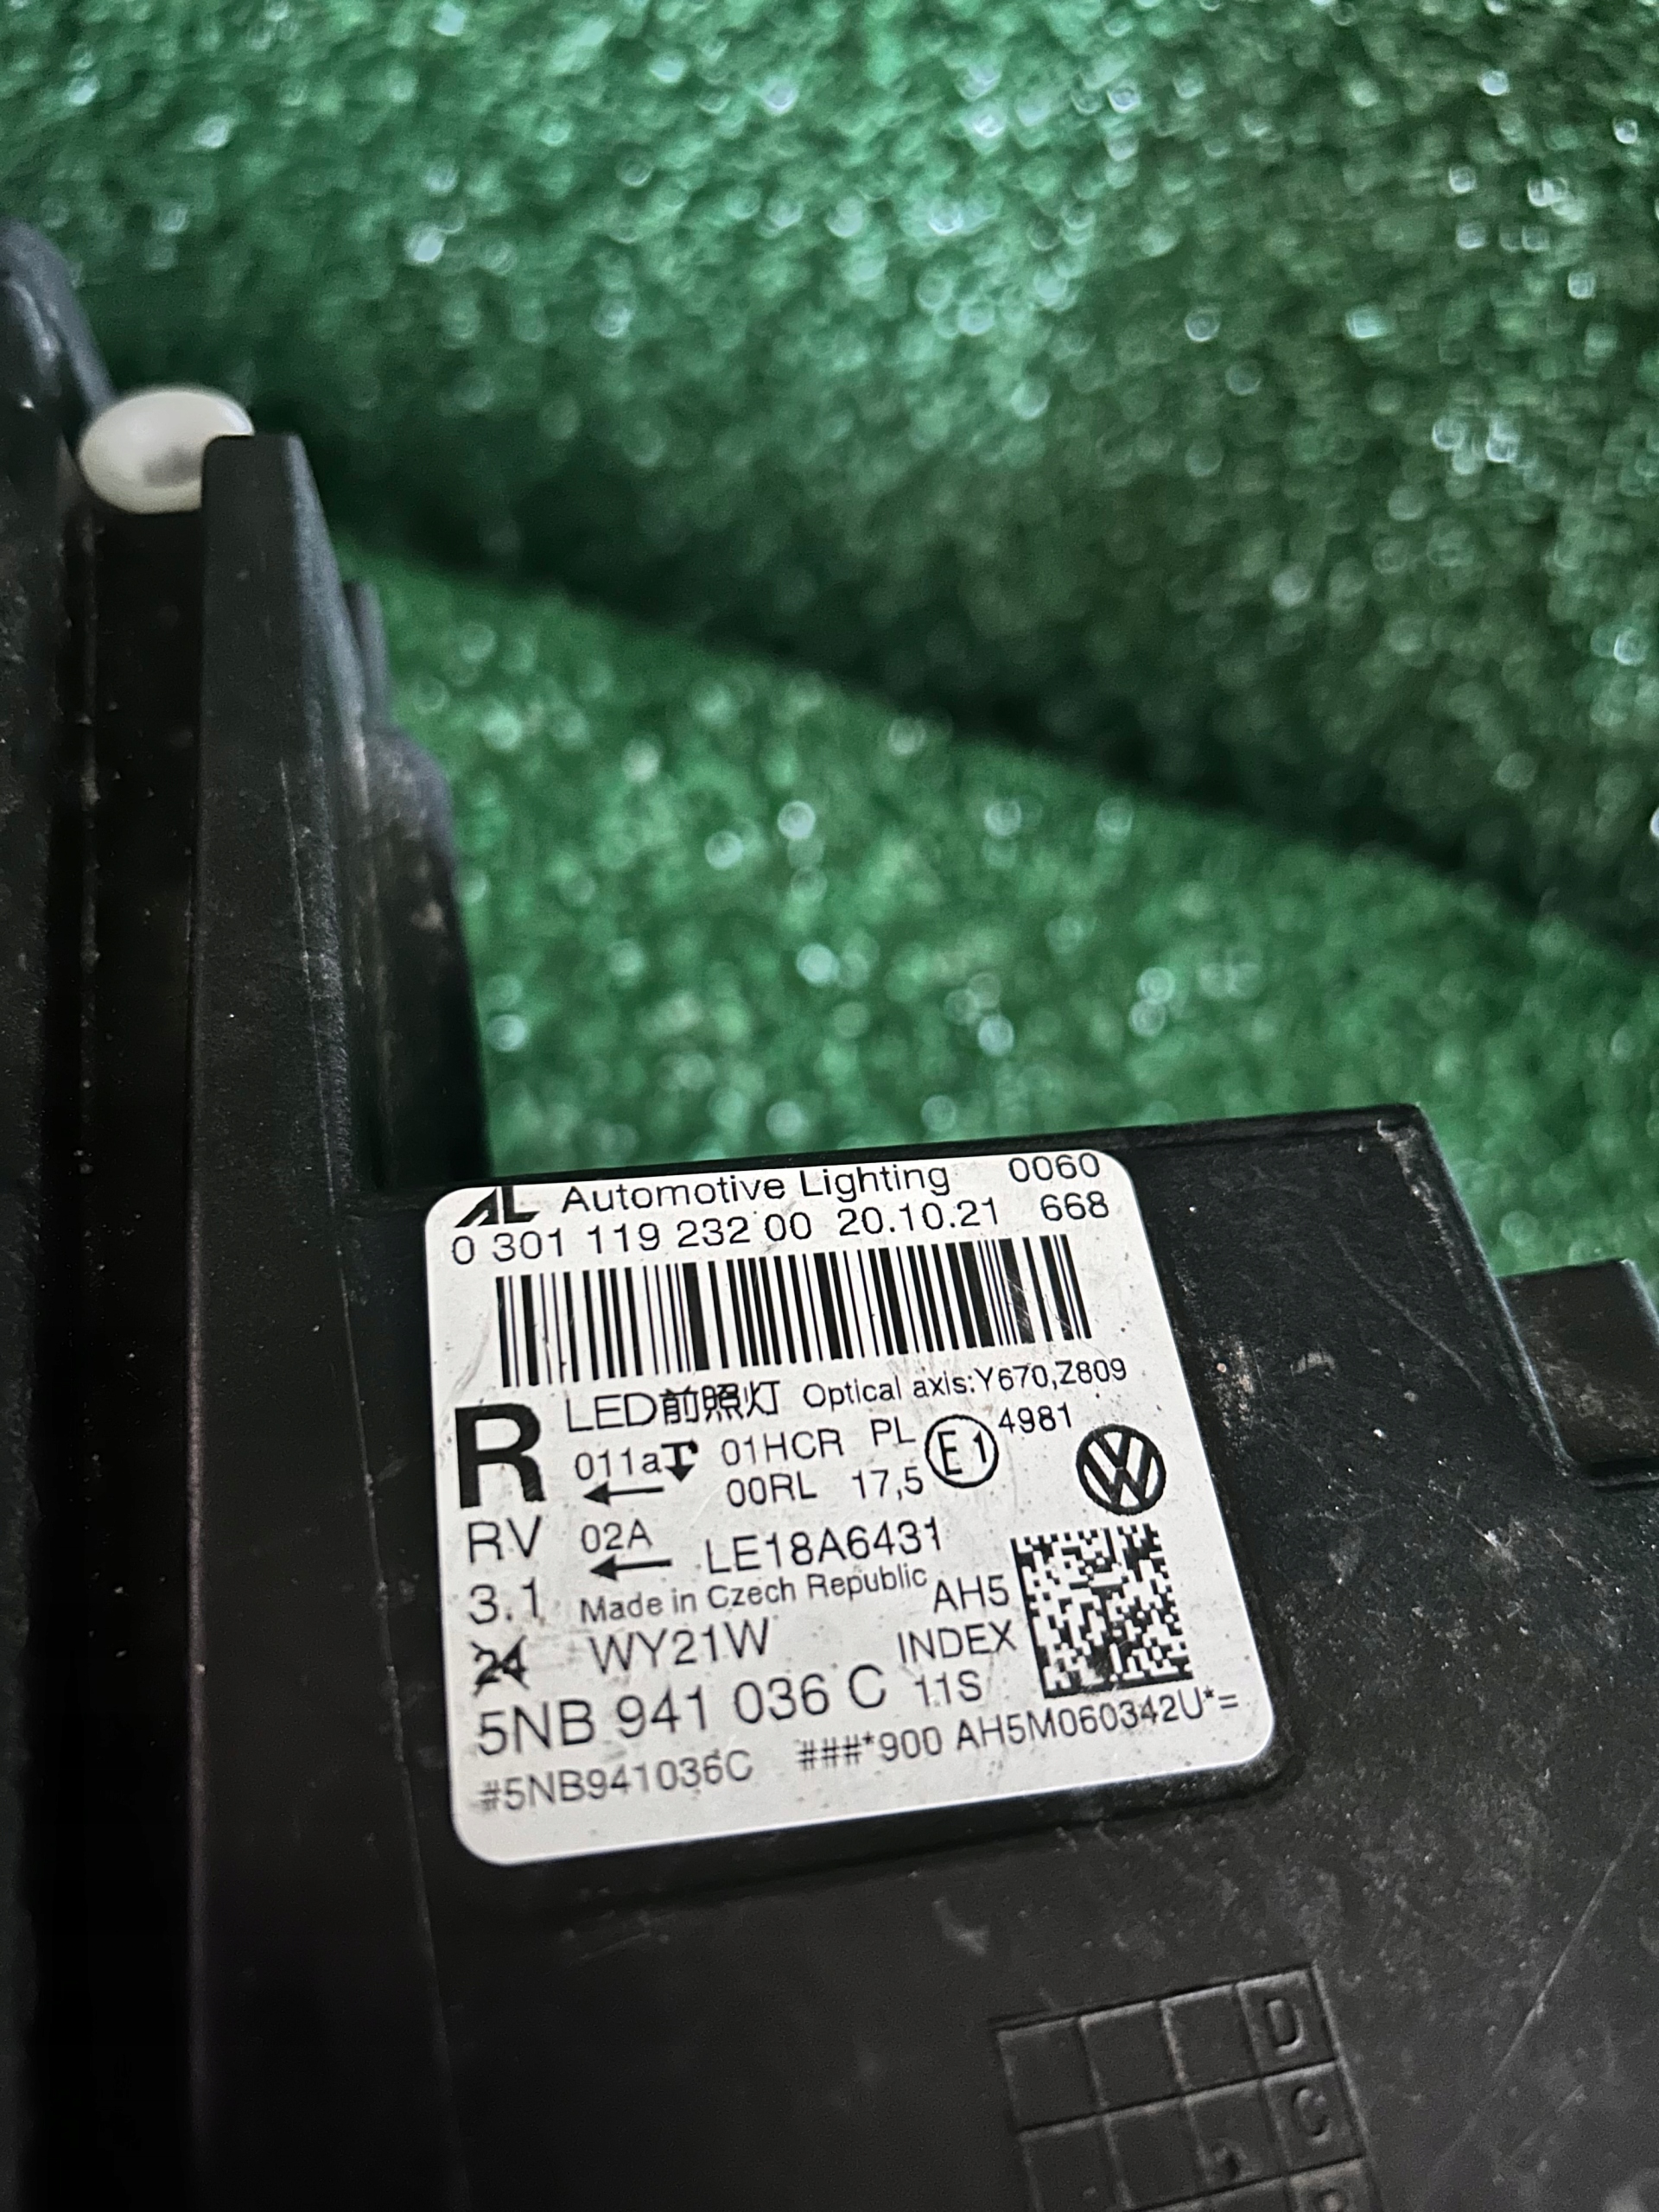 AL Automotive Lighting 0060
0 301 119 232 00 20.10.21 668
LED前照灯 Optical axis:Y670,Z809
R 011a 01HCR PL E1 4981
00RL 17,5
RV 02A LE18A6431
3.1 Made in Czech Republic AH5
24 WY21W INDEX
5NB 941 036 C 11S
#5NB941036C ###*900 AH5M060342U*=
D
C